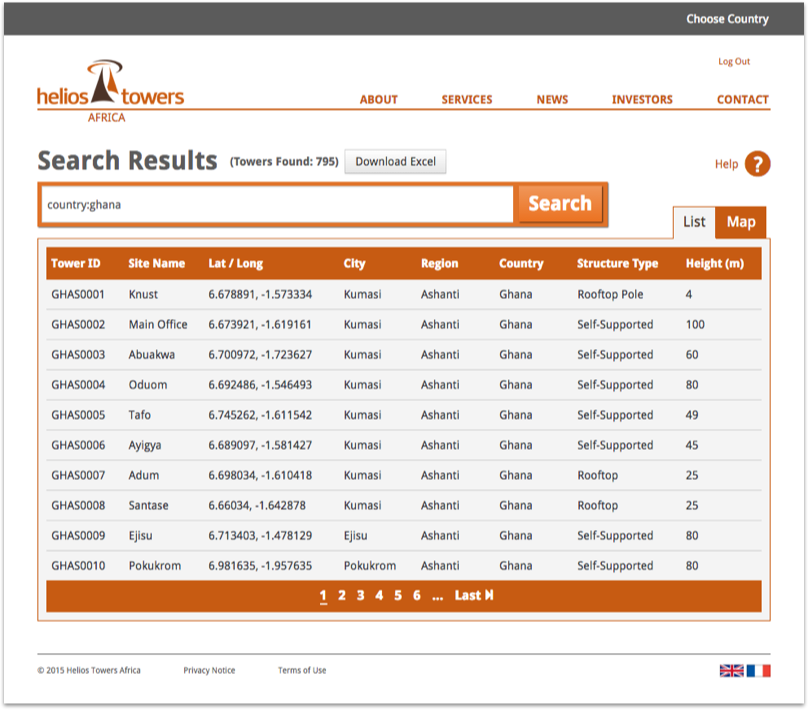 Choose Country
Log Out
helios towers
AFRICA
ABOUT SERVICES NEWS INVESTORS CONTACT
Search Results (Towers Found: 795) Download Excel Help ?
country:ghana Search
List Map
Tower ID Site Name Lat / Long City Region Country Structure Type Height (m)
GHAS0001 Knust 6.678891, -1.573334 Kumasi Ashanti Ghana Rooftop Pole 4
GHAS0002 Main Office 6.673921, -1.619161 Kumasi Ashanti Ghana Self-Supported 100
GHAS0003 Abuakwa 6.700972, -1.723627 Kumasi Ashanti Ghana Self-Supported 60
GHAS0004 Oduom 6.692486, -1.546493 Kumasi Ashanti Ghana Self-Supported 80
GHAS0005 Tafo 6.745262, -1.611542 Kumasi Ashanti Ghana Self-Supported 49
GHAS0006 Ayigya 6.689097, -1.581427 Kumasi Ashanti Ghana Self-Supported 45
GHAS0007 Adum 6.698034, -1.610418 Kumasi Ashanti Ghana Rooftop 25
GHAS0008 Santase 6.66034, -1.642878 Kumasi Ashanti Ghana Rooftop 25
GHAS0009 Ejisu 6.713403, -1.478129 Ejisu Ashanti Ghana Self-Supported 80
GHAS0010 Pokukrom 6.981635, -1.957635 Pokukrom Ashanti Ghana Self-Supported 80
1 2 3 4 5 6 ... Last
© 2015 Helios Towers Africa Privacy Notice Terms of Use